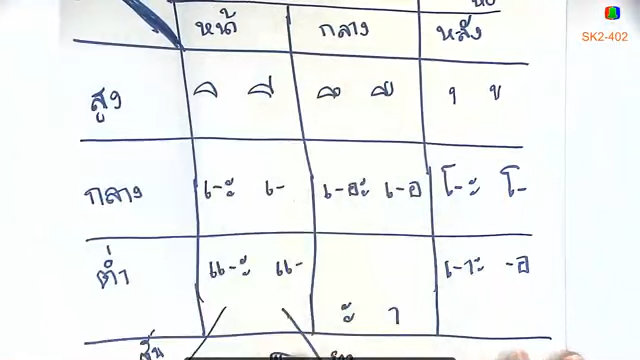 SK2-402
หน้า กลาง หลัง
สูง ◌ิ ◌ี ◌ึ ◌ื ◌ุ ◌ู
กลาง เ-ะ เ- เ-อะ เ-อ โ-ะ โ-
ต่ำ แ-ะ แ- ะ า เ-าะ -อ